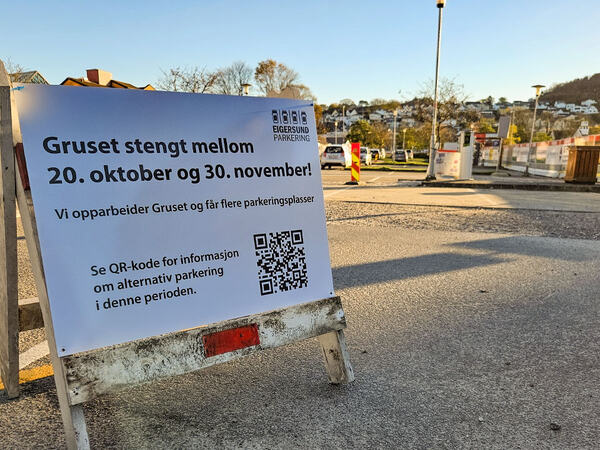 EIGERSUND
PARKERING
Gruset stengt mellom
20. oktober og 30. november!
Vi opparbeider Gruset og får flere parkeringsplasser
Se QR-kode for informasjon
om alternativ parkering
i denne perioden.